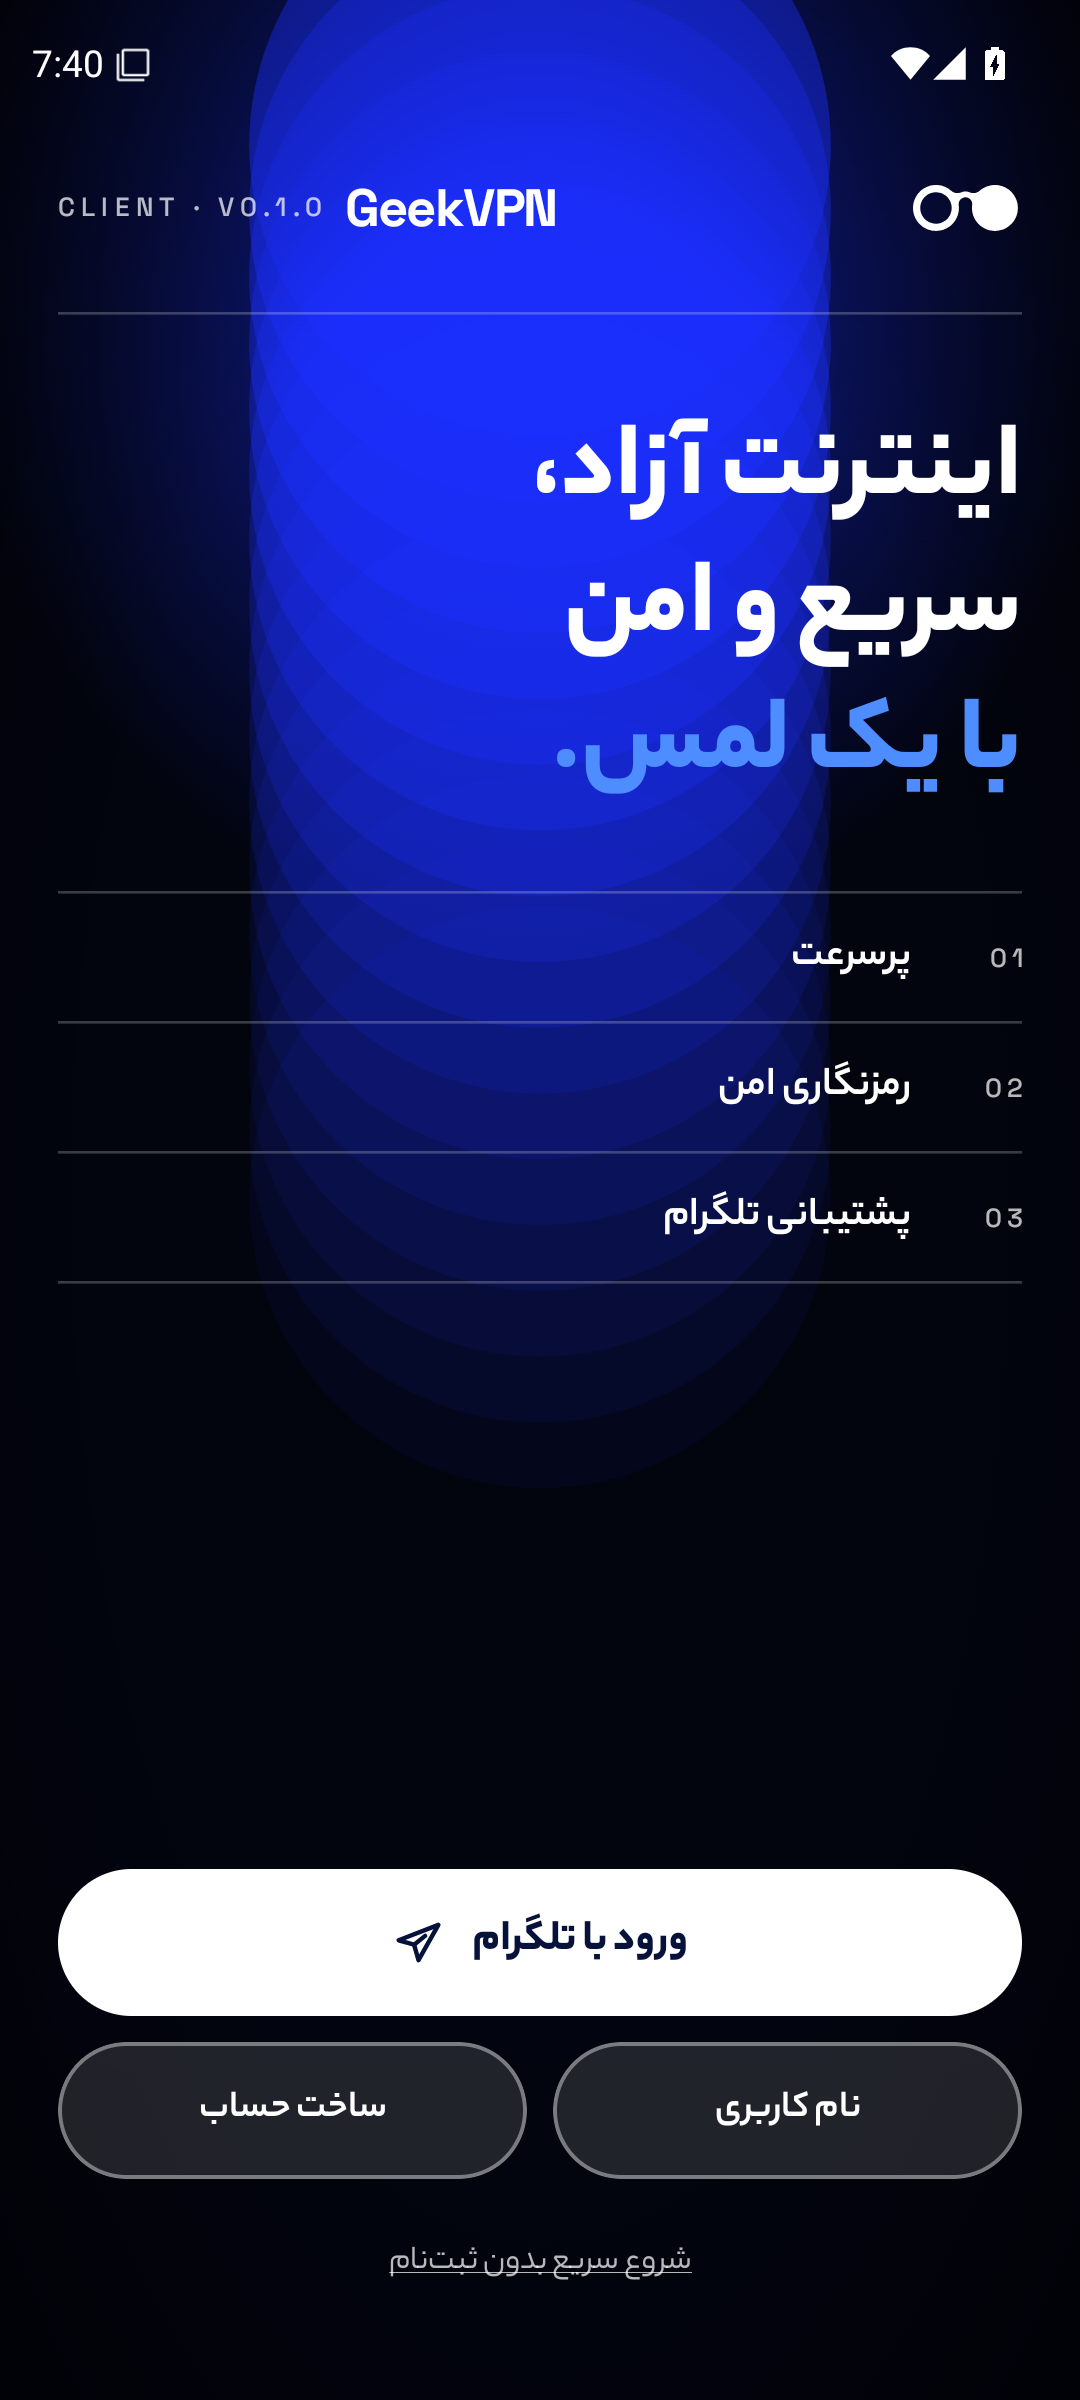 7:40
CLIENT · V0.1.0 GeekVPN
اینترنت آزاد،
سریع و امن
با یک لمس.
01 پرسرعت
02 رمزنگاری امن
03 پشتیبانی تلگرام
ورود با تلگرام
نام کاربری
ساخت حساب
شروع سریع بدون ثبت‌نام